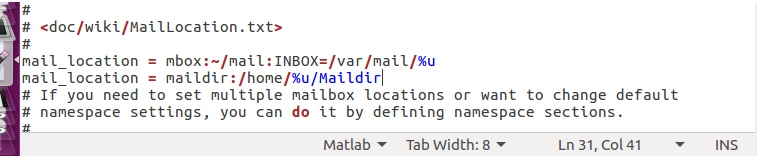 #
# <doc/wiki/MailLocation.txt>
#
mail_location = mbox:~/mail:INBOX=/var/mail/%u
mail_location = maildir:/home/%u/Maildir
# If you need to set multiple mailbox locations or want to change default
# namespace settings, you can do it by defining namespace sections.
#
Matlab Tab Width: 8 Ln 31, Col 41 INS